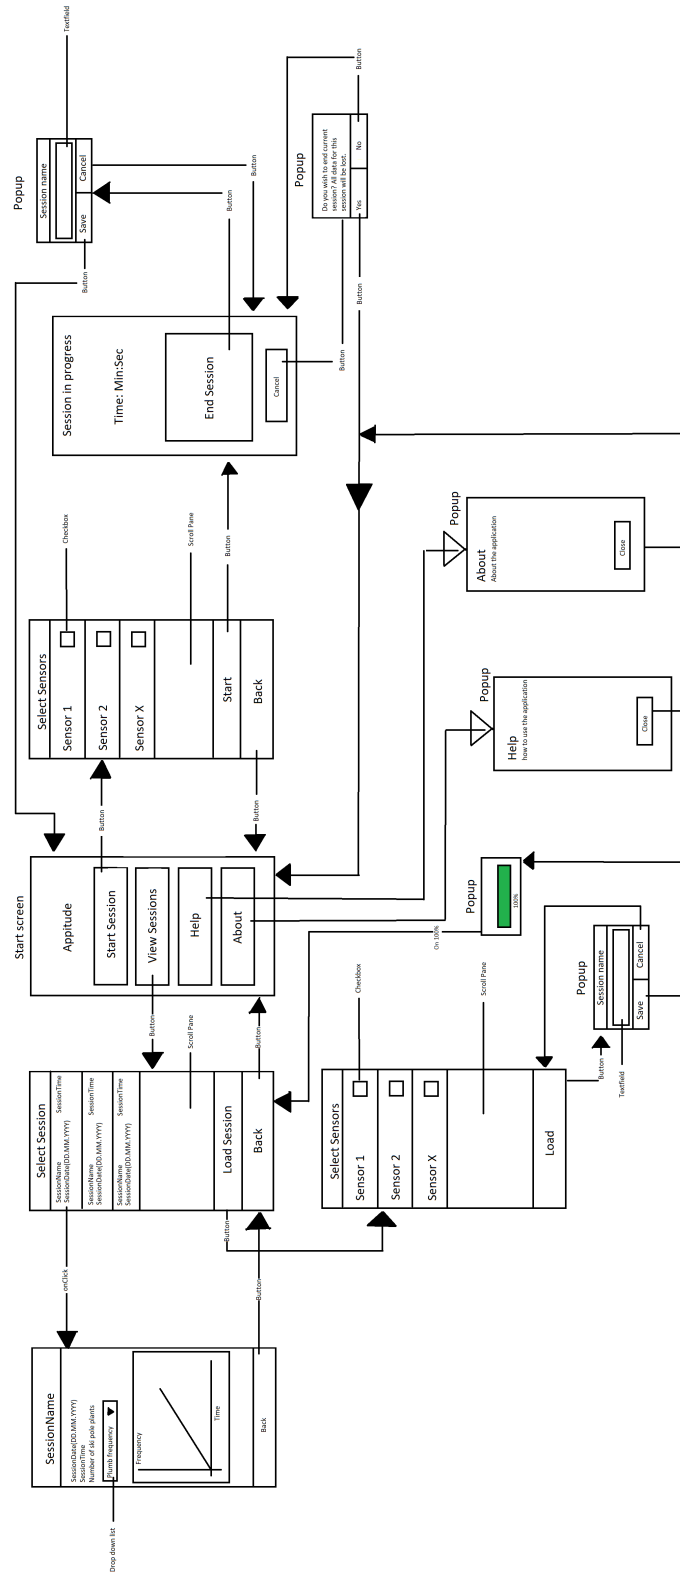 SessionName
SessionDate(DD.MM.YYYY)
SessionTime
Number of ski pole plants
Plumb frequency
Drop down list
Frequency
Time
Back
onClick
Button
Select Session
SessionName
SessionTime
SessionDate(DD.MM.YYYY)
SessionName
SessionTime
SessionDate(DD.MM.YYYY)
SessionName
SessionTime
SessionDate(DD.MM.YYYY)
Load Session
Back
Button
Button
Scroll Pane
Button
Start screen
Appitude
Start Session
View Sessions
Help
About
Button
Button
Select Sensors
Sensor 1
Sensor 2
Sensor X
Start
Back
Checkbox
Scroll Pane
Button
Session in progress
Time: Min:Sec
End Session
Cancel
Button
Button
Button
Button
Popup
Session name
Save
Cancel
Textfield
Popup
Do you wish to end current
session? All data for this
session will be lost.
Yes
No
Button
Button
Select Sensors
Sensor 1
Sensor 2
Sensor X
Load
Checkbox
Scroll Pane
Button
Textfield
Popup
Session name
Save
Cancel
Popup
100%
On 100%
Popup
Help
how to use the application
Close
Popup
About
About the application
Close